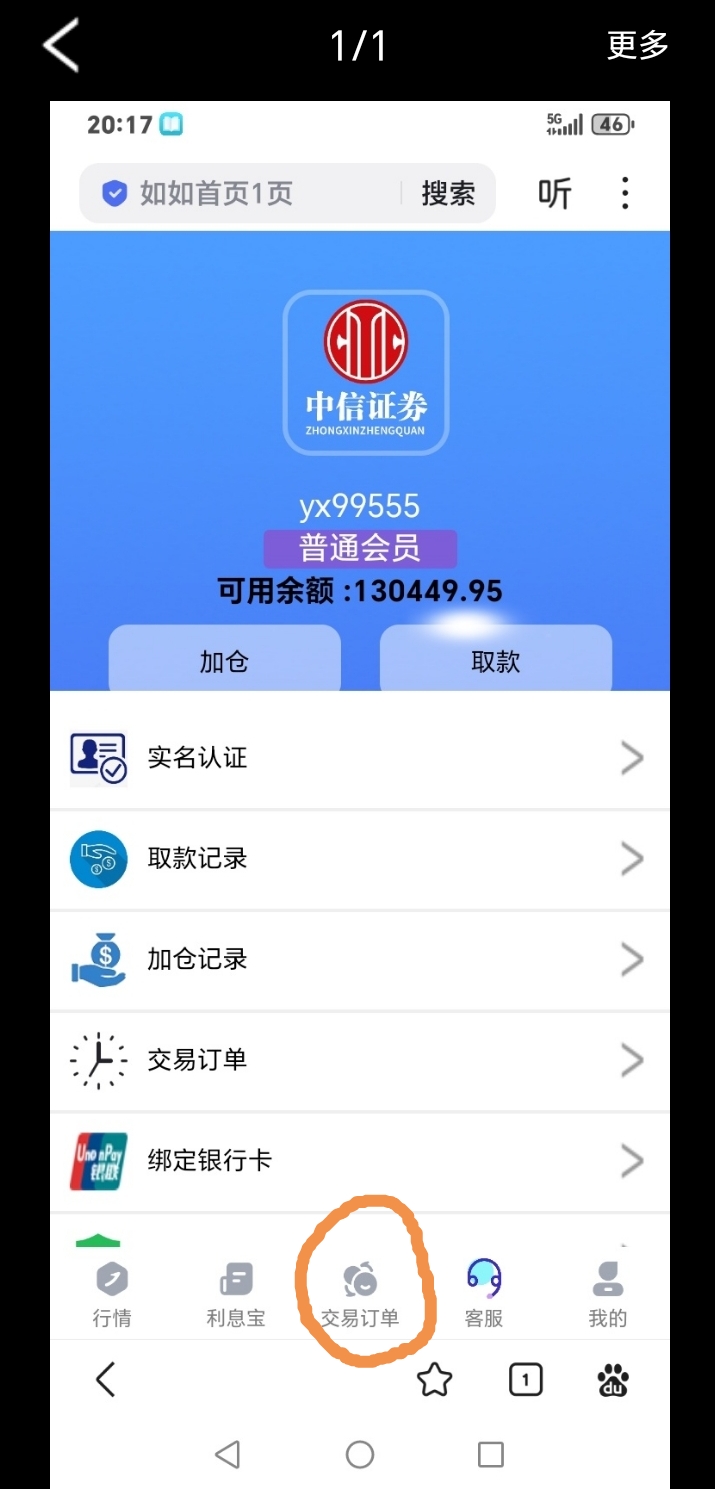 1/1
更多
20:17
5G
46
如如首页1页
搜索
听
中信证券
ZHONGXINZHENGQUAN
yx99555
普通会员
可用余额 :130449.95
加仓
取款
实名认证
取款记录
加仓记录
交易订单
Uno nPay
银联
绑定银行卡
行情
利息宝
交易订单
客服
我的
1
du